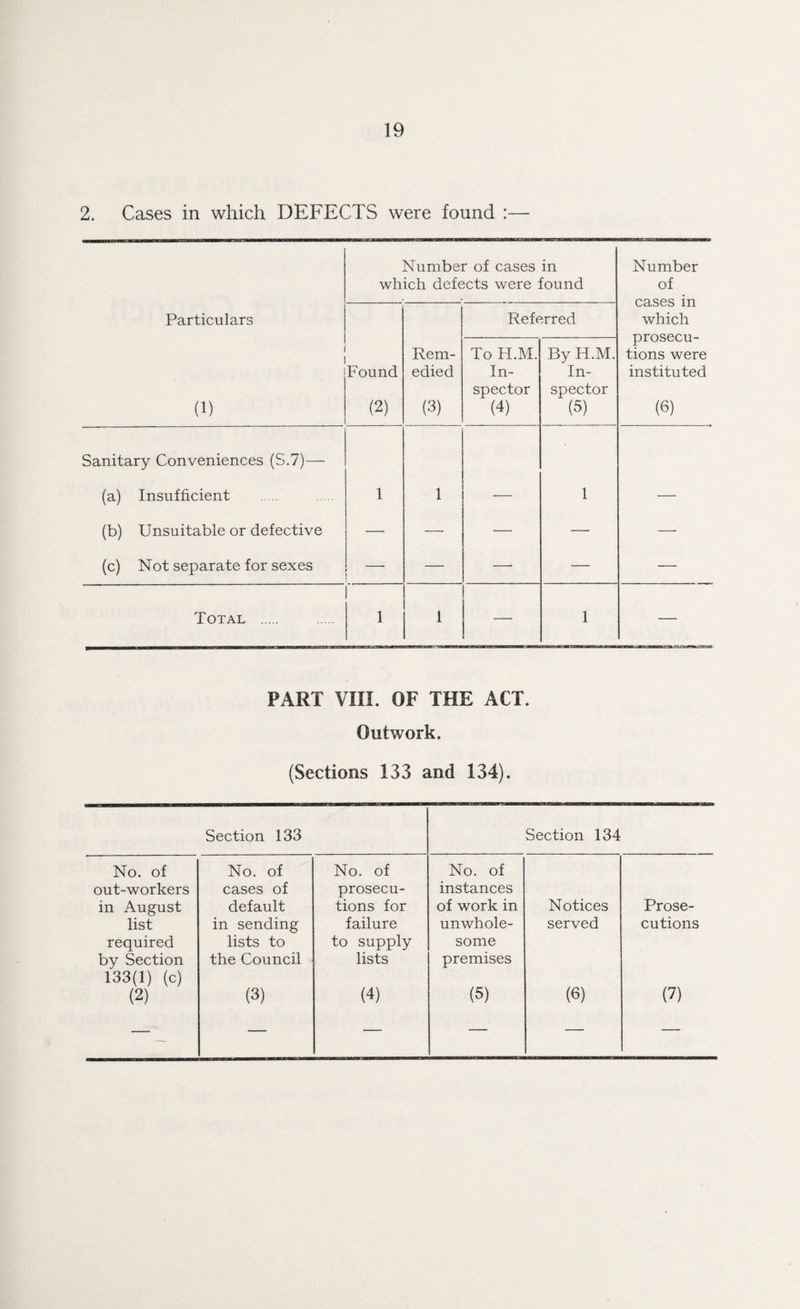 19
2. Cases in which DEFECTS were found :—
Particulars
(1)
Number of cases in
which defects were found
Found
(2)
Rem-
edied
(3)
Referred
To H.M.
In-
spector
(4)
By H.M.
In-
spector
(5)
Number
of
cases in
which
prosecu-
tions were
instituted
(6)
Sanitary Conveniences (S.7)—
(a) Insufficient ..... ..... 1 1 — 1 —
(b) Unsuitable or defective — — — — —
(c) Not separate for sexes — — — — —
TOTAL ..... ..... 1 1 — 1 —
PART VIII. OF THE ACT.
Outwork.
(Sections 133 and 134).
Section 133
Section 134
No. of
out-workers
in August
list
required
by Section
133(1) (c)
(2)
No. of
cases of
default
in sending
lists to
the Council
(3)
No. of
prosecu-
tions for
failure
to supply
lists
(4)
No. of
instances
of work in
unwhole-
some
premises
(5)
Notices
served
(6)
Prose-
cutions
(7)
— — — — — —